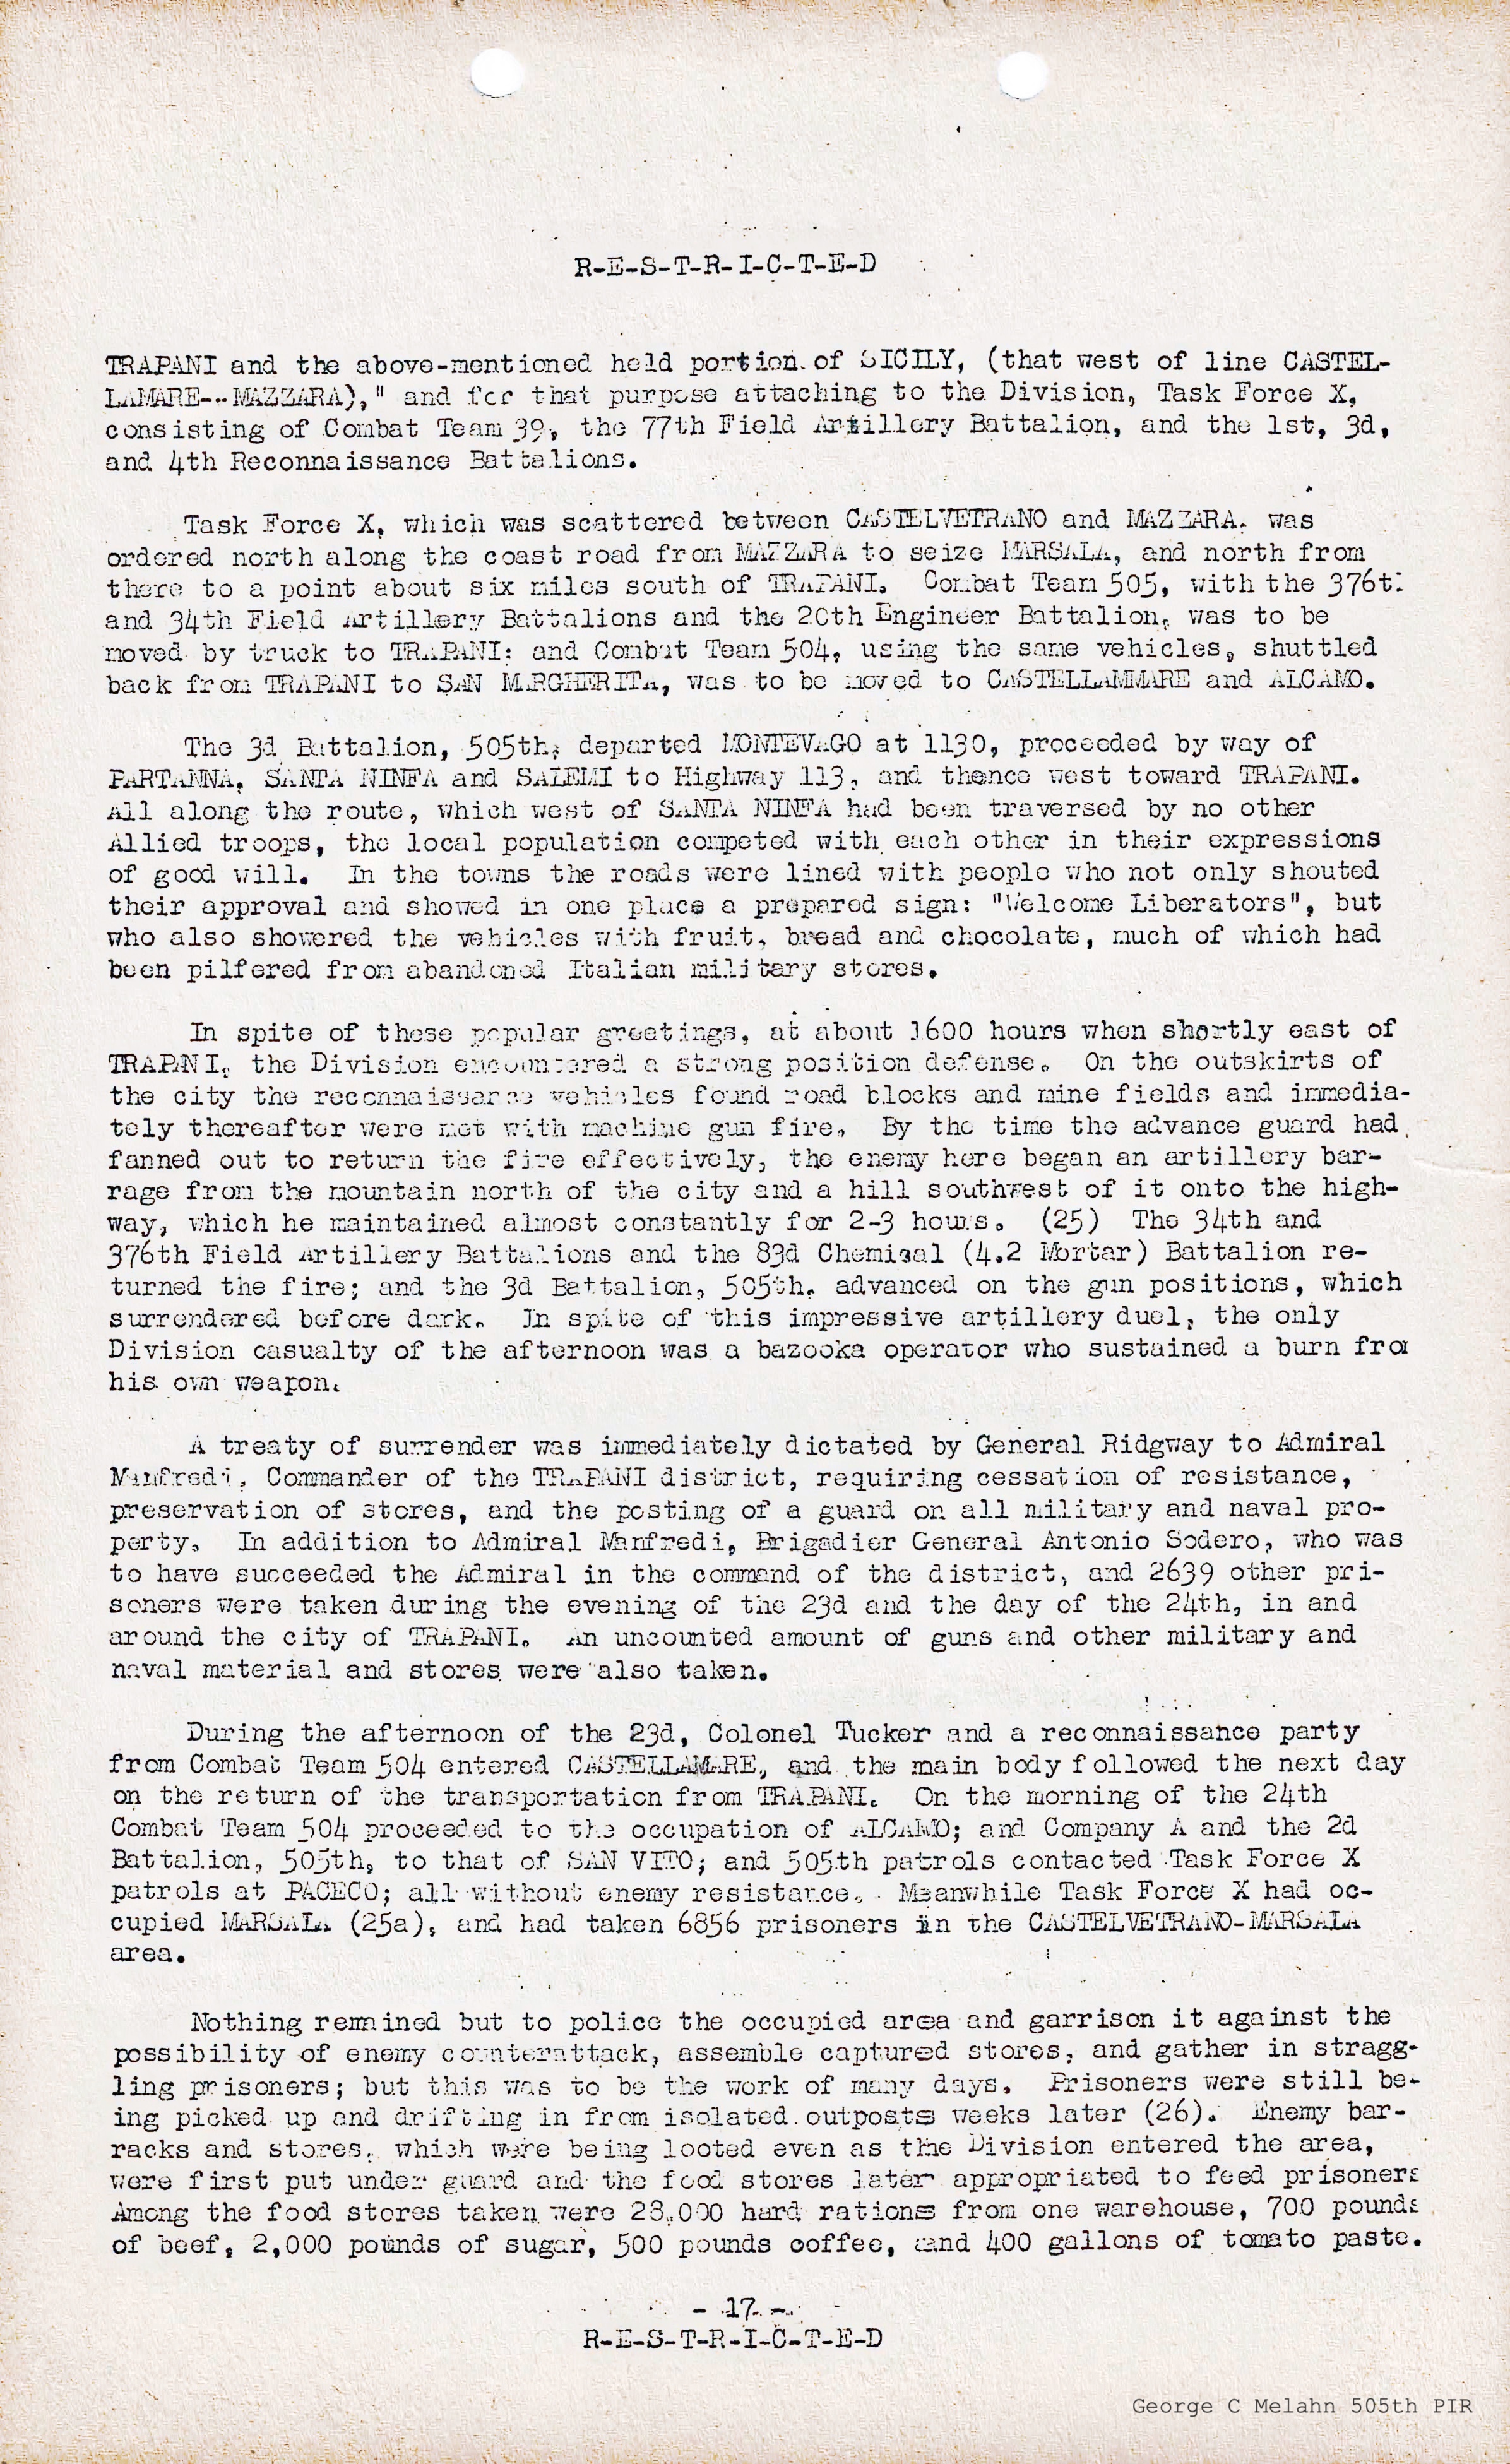 R-E-S-T-R-I-C-T-E-D
TRAPANI and the above-mentioned held portion of SICILY, (that west of line CASTEL-
LAMARE--MAZZARA)," and for that purpose attaching to the Division, Task Force X,
consisting of Combat Team 39, the 77th Field Artillery Battalion, and the 1st, 3d,
and 4th Reconnaissance Battalions.
Task Force X, which was scattered between CASTELVETRANO and MAZZARA, was
ordered north along the coast road from MAZZARA to seize MARSALA, and north from
there to a point about six miles south of TRAPANI. Combat Team 505, with the 376th
and 34th Field Artillery Battalions and the 20th Engineer Battalion, was to be
moved by truck to TRAPANI; and Combat Team 504, using the same vehicles, shuttled
back from TRAPANI to SAN MARGHERITA, was to be moved to CASTELLAMMARE and ALCAMO.
The 3d Battalion, 505th, departed MONTEVAGO at 1130, proceeded by way of
PARTANNA, SANTA NINFA and SALEMI to Highway 113, and thence west toward TRAPANI.
All along the route, which west of SANTA NINFA had been traversed by no other
Allied troops, the local population competed with each other in their expressions
of good will. In the towns the roads were lined with people who not only shouted
their approval and showed in one place a prepared sign: "Welcome Liberators", but
who also showered the vehicles with fruit, bread and chocolate, much of which had
been pilfered from abandoned Italian military stores.
In spite of these popular greetings, at about 1600 hours when shortly east of
TRAPANI, the Division encountered a strong position defense. On the outskirts of
the city the reconnaissance vehicles found road blocks and mine fields and immedia-
tely thereafter were met with machine gun fire. By the time the advance guard had
fanned out to return the fire effectively, the enemy here began an artillery bar-
rage from the mountain north of the city and a hill southwest of it onto the high-
way, which he maintained almost constantly for 2-3 hours. (25) The 34th and
376th Field Artillery Battalions and the 83d Chemical (4.2 Mortar) Battalion re-
turned the fire; and the 3d Battalion, 505th, advanced on the gun positions, which
surrendered before dark. In spite of this impressive artillery duel, the only
Division casualty of the afternoon was a bazooka operator who sustained a burn from
his own weapon.
A treaty of surrender was immediately dictated by General Ridgway to Admiral
Manfredi, Commander of the TRAPANI district, requiring cessation of resistance,
preservation of stores, and the posting of a guard on all military and naval pro-
perty. In addition to Admiral Manfredi, Brigadier General Antonio Sodero, who was
to have succeeded the Admiral in the command of the district, and 2639 other pri-
soners were taken during the evening of the 23d and the day of the 24th, in and
around the city of TRAPANI. An uncounted amount of guns and other military and
naval material and stores were also taken.
During the afternoon of the 23d, Colonel Tucker and a reconnaissance party
from Combat Team 504 entered CASTELLAMARE, and the main body followed the next day
on the return of the transportation from TRAPANI. On the morning of the 24th
Combat Team 504 proceeded to the occupation of ALCAMO; and Company A and the 2d
Battalion, 505th, to that of SAN VITO; and 505th patrols contacted Task Force X
patrols at PACECO; all without enemy resistance. Meanwhile Task Force X had oc-
cupied MARSALA (25a), and had taken 6856 prisoners in the CASTELVETRANO-MARSALA
area.
Nothing remained but to police the occupied area and garrison it against the
possibility of enemy counterattack, assemble captured stores, and gather in stragg-
ling prisoners; but this was to be the work of many days. Prisoners were still be-
ing picked up and drifting in from isolated outposts weeks later (26). Enemy bar-
racks and stores, which were being looted even as the Division entered the area,
were first put under guard and the food stores later appropriated to feed prisoners
Among the food stores taken were 28,000 hard rations from one warehouse, 700 pounds
of beef, 2,000 pounds of sugar, 500 pounds coffee, and 400 gallons of tomato paste.
- 17 -
R-E-S-T-R-I-C-T-E-D
George C Melahn 505th PIR